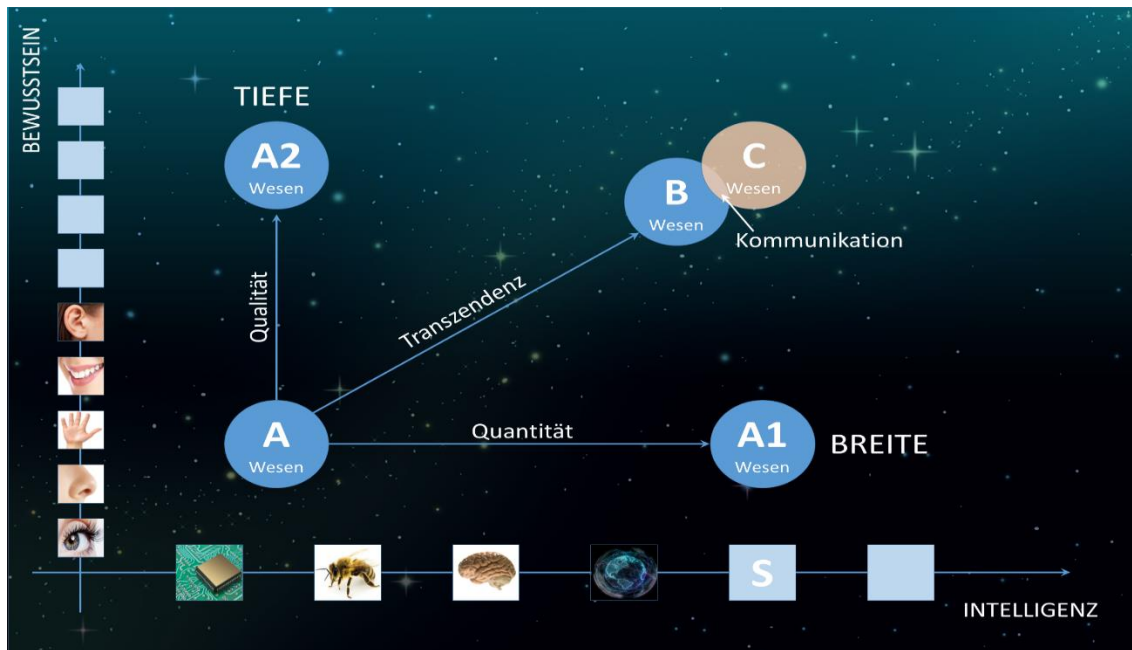 BEWUSSTSEIN
TIEFE
A2
Wesen
C
Wesen
B
Wesen
Kommunikation
Qualität
Transzendenz
A
Wesen
Quantität
A1
Wesen
BREITE
S
INTELLIGENZ